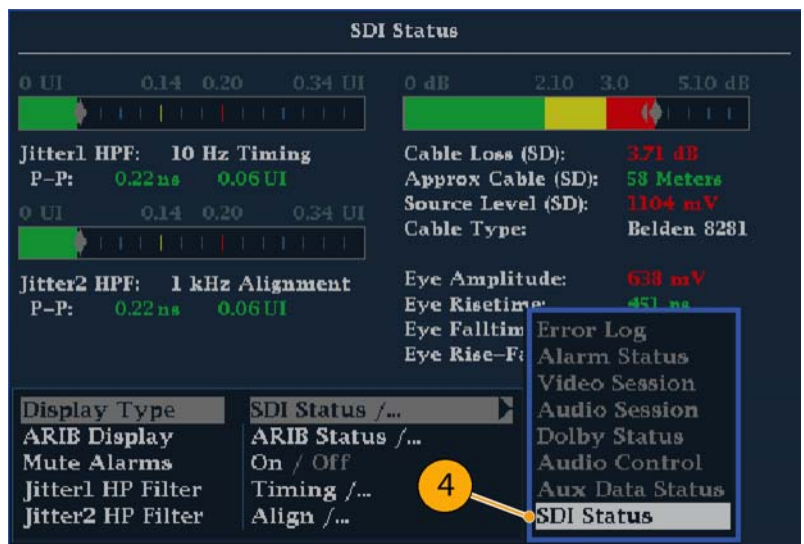 SDI Status
0 UI 0.14 0.20 0.34 UI
Jitter1 HPF: 10 Hz Timing
P-P: 0.22 ns 0.06 UI
0 UI 0.14 0.20 0.34 UI
Jitter2 HPF: 1 kHz Alignment
P-P: 0.22 ns 0.06 UI
0 dB 2.10 3.0 5.10 dB
Cable Loss (SD): 3.71 dB
Approx Cable (SD): 58 Meters
Source Level (SD): 1104 mV
Cable Type: Belden 8281
Eye Amplitude: 638 mV
Eye Risetime: 451 ps
Eye Falltim
Eye Rise-Fa
Display Type SDI Status /...
ARIB Display ARIB Status /...
Mute Alarms On / Off
Jitter1 HP Filter Timing /...
Jitter2 HP Filter Align /...
Error Log
Alarm Status
Video Session
Audio Session
Dolby Status
Audio Control
Aux Data Status
SDI Status
4